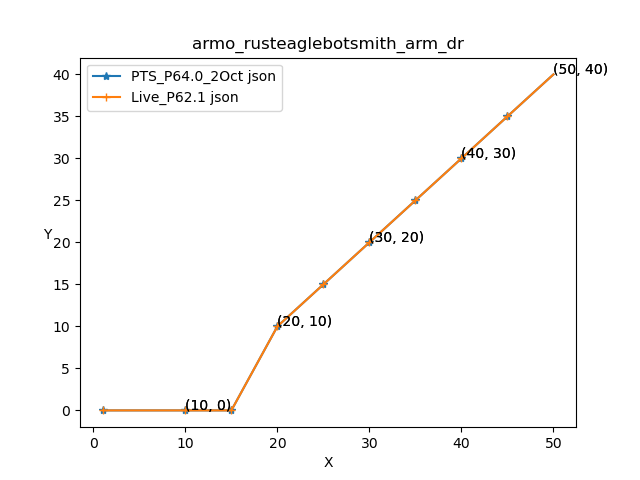 armo_rusteaglebotsmith_arm_dr
PTS_P64.0_2Oct json
Live_P62.1 json
(50, 40)
(40, 30)
(30, 20)
(20, 10)
(10, 0)
Y
40
35
30
25
20
15
10
5
0
0 10 20 30 40 50
X